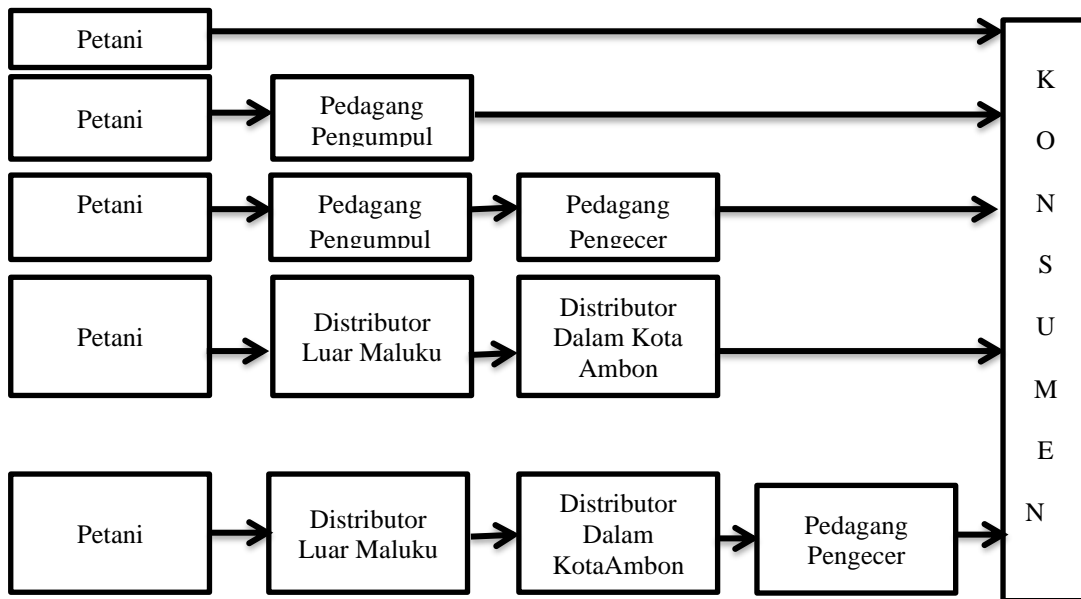 Petani
Petani
Pedagang
Pengumpul
Petani
Pedagang
Pengumpul
Pedagang
Pengecer
Petani
Distributor
Luar Maluku
Distributor
Dalam Kota
Ambon
Petani
Distributor
Luar Maluku
Distributor
Dalam
KotaAmbon
Pedagang
Pengecer
K
O
N
S
U
M
E
N